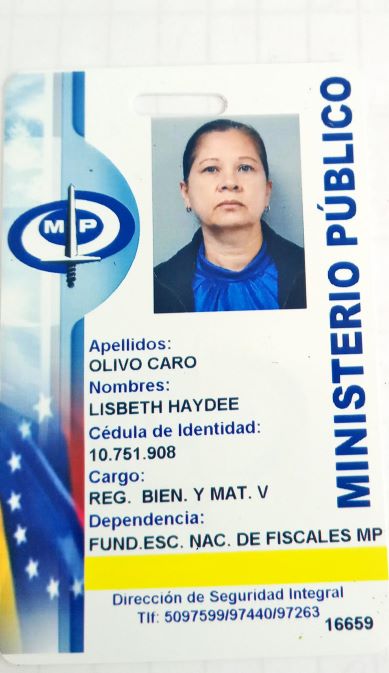 MP
MINISTERIO PÚBLICO
Apellidos:
OLIVO CARO
Nombres:
LISBETH HAYDEE
Cédula de Identidad:
10.751.908
Cargo:
REG. BIEN. Y MAT. V
Dependencia:
FUND.ESC. NAC. DE FISCALES MP
Dirección de Seguridad Integral
Tlf: 5097599/97440/97263
16659